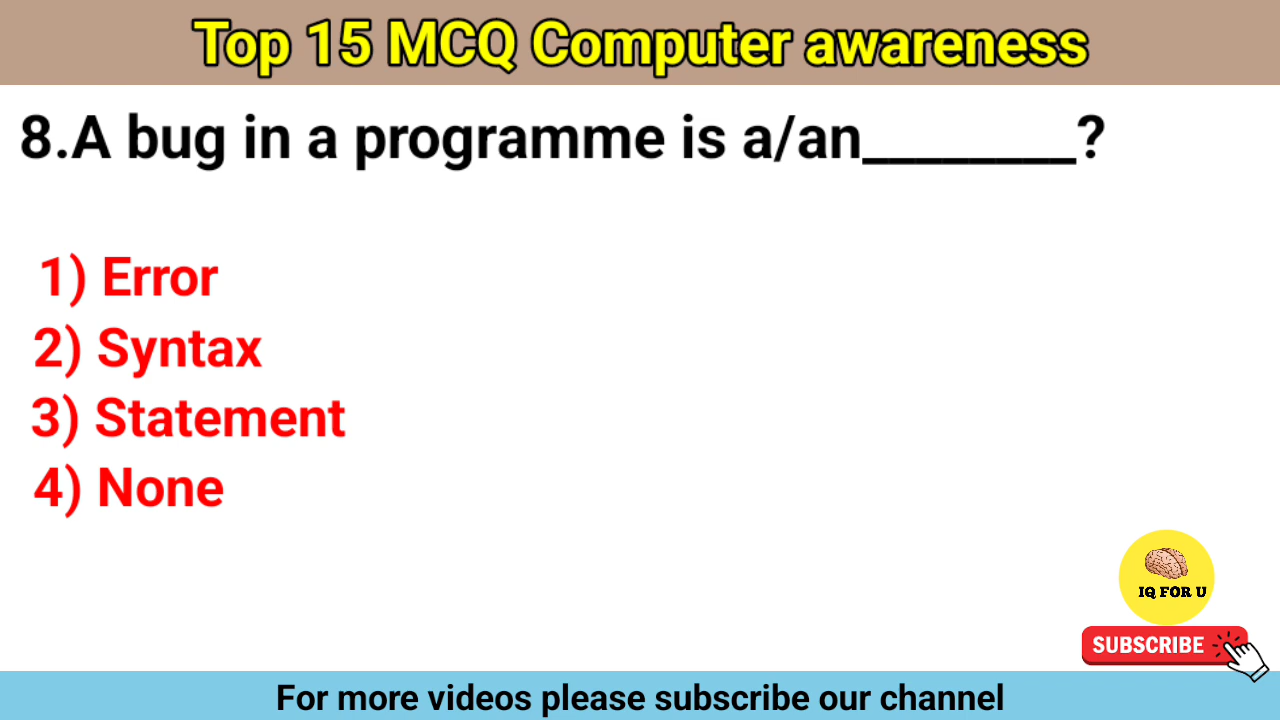 Top 15 MCQ Computer awareness
8.A bug in a programme is a/an________?
1) Error
2) Syntax
3) Statement
4) None
IQ FOR U
SUBSCRIBE
For more videos please subscribe our channel